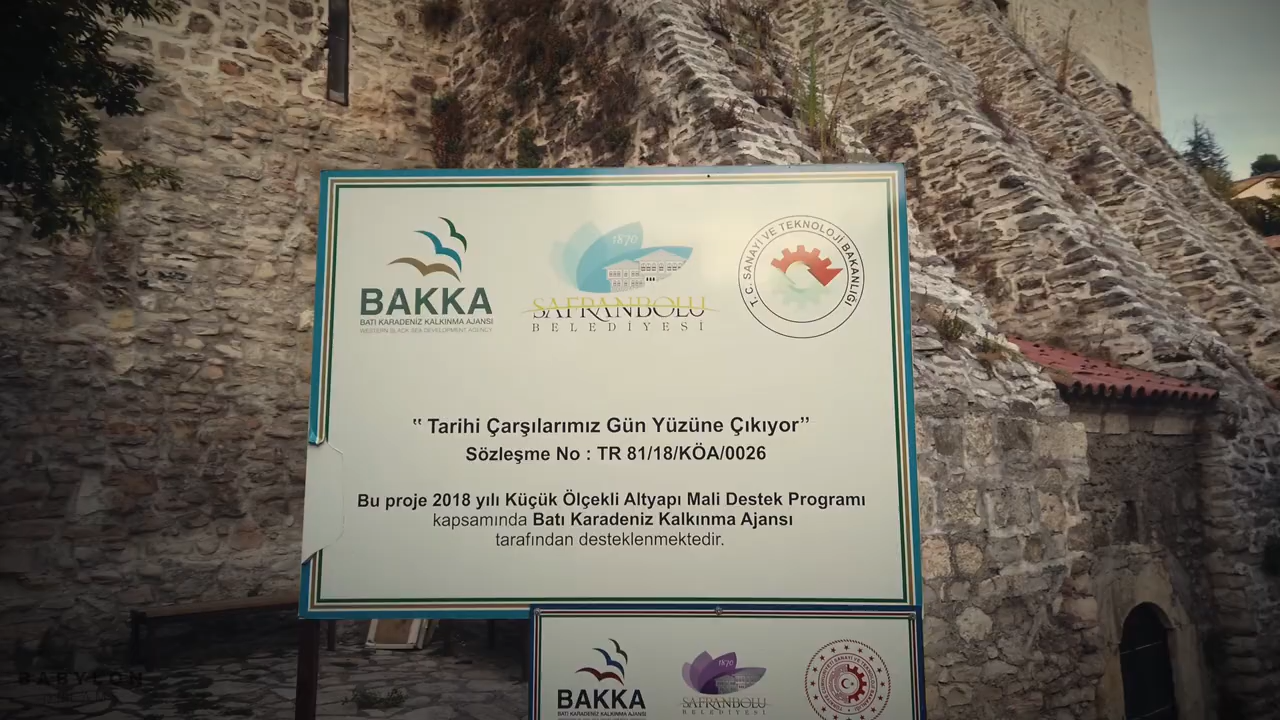 BAKKA
BATI KARADENİZ KALKINMA AJANSI
WESTERN BLACK SEA DEVELOPMENT AGENCY
1870
SAFRANBOLU
BELEDİYESİ
T.C. SANAYİ VE TEKNOLOJİ BAKANLIĞI
“ Tarihi Çarşılarımız Gün Yüzüne Çıkıyor”
Sözleşme No : TR 81/18/KÖA/0026
Bu proje 2018 yılı Küçük Ölçekli Altyapı Mali Destek Programı
kapsamında Batı Karadeniz Kalkınma Ajansı
tarafından desteklenmektedir.
BAKKA
BATI KARADENİZ KALKINMA AJANSI
1870
SAFRANBOLU
BELEDİYESİ